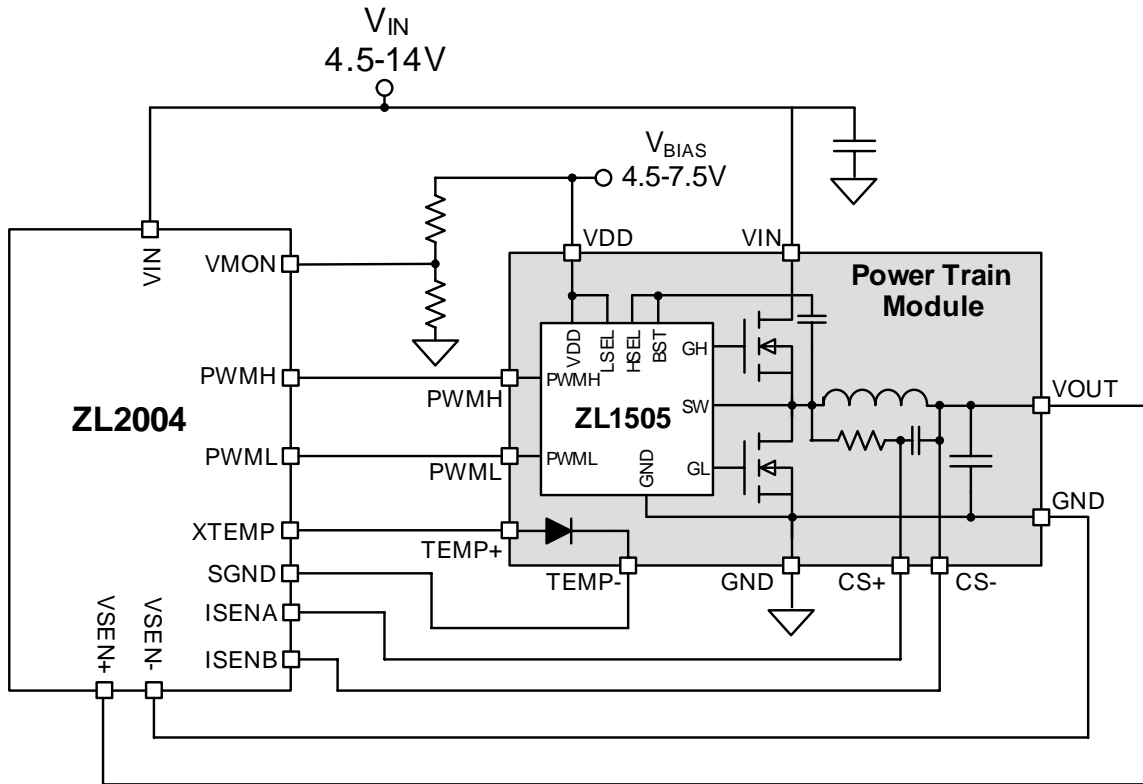 VIN
4.5-14V
VBIAS
4.5-7.5V
VIN
VMON
PWMH
ZL2004
PWML
XTEMP
SGND
ISENA
ISENB
VSEN+
VSEN-
VDD
VIN
Power Train
Module
VDD
LSEL
HSEL
BST
GH
PWMH
PWMH
ZL1505
SW
VOUT
PWML
PWML
GND
GL
GND
TEMP+
TEMP-
GND
CS+
CS-